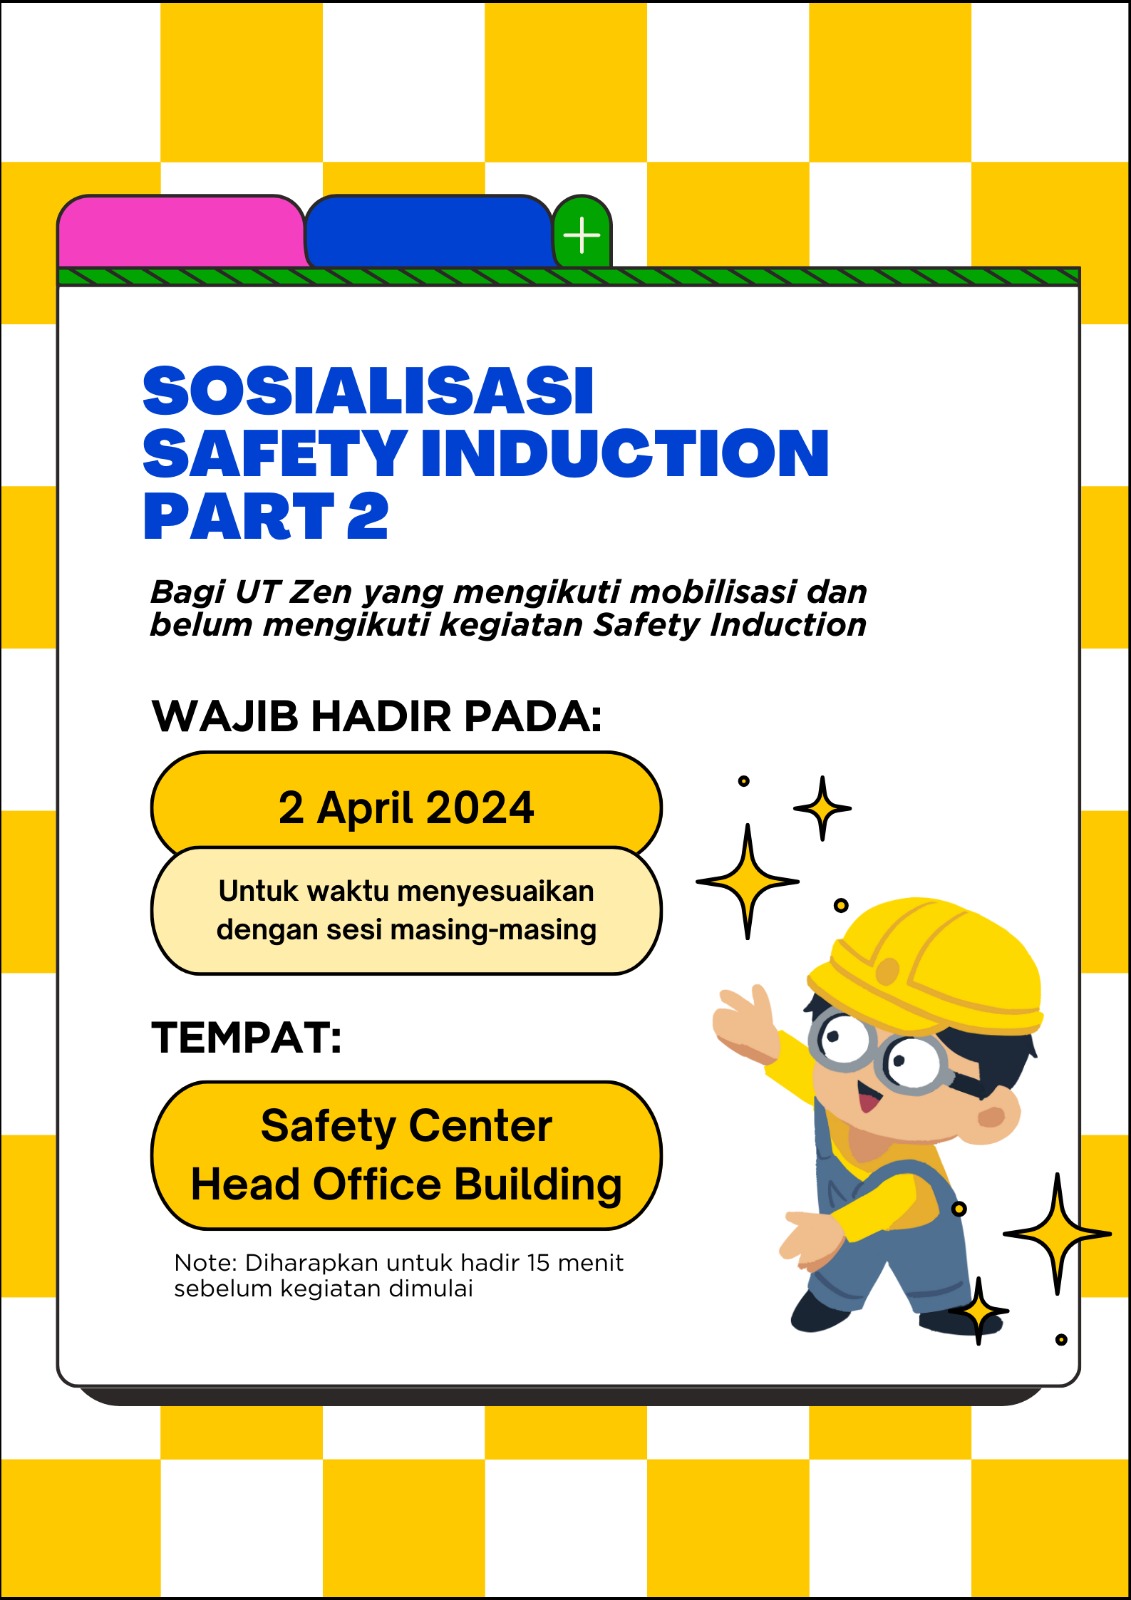 SOSIALISASI
SAFETY INDUCTION
PART 2
Bagi UT Zen yang mengikuti mobilisasi dan
belum mengikuti kegiatan Safety Induction
WAJIB HADIR PADA:
2 April 2024
Untuk waktu menyesuaikan
dengan sesi masing-masing
TEMPAT:
Safety Center
Head Office Building
Note: Diharapkan untuk hadir 15 menit
sebelum kegiatan dimulai